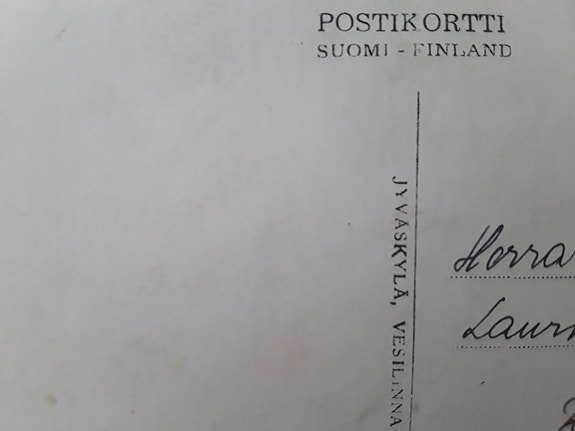 POSTIKORTTI
SUOMI - FINLAND
JYVÄSKYLÄ, VESILINNA
Herra